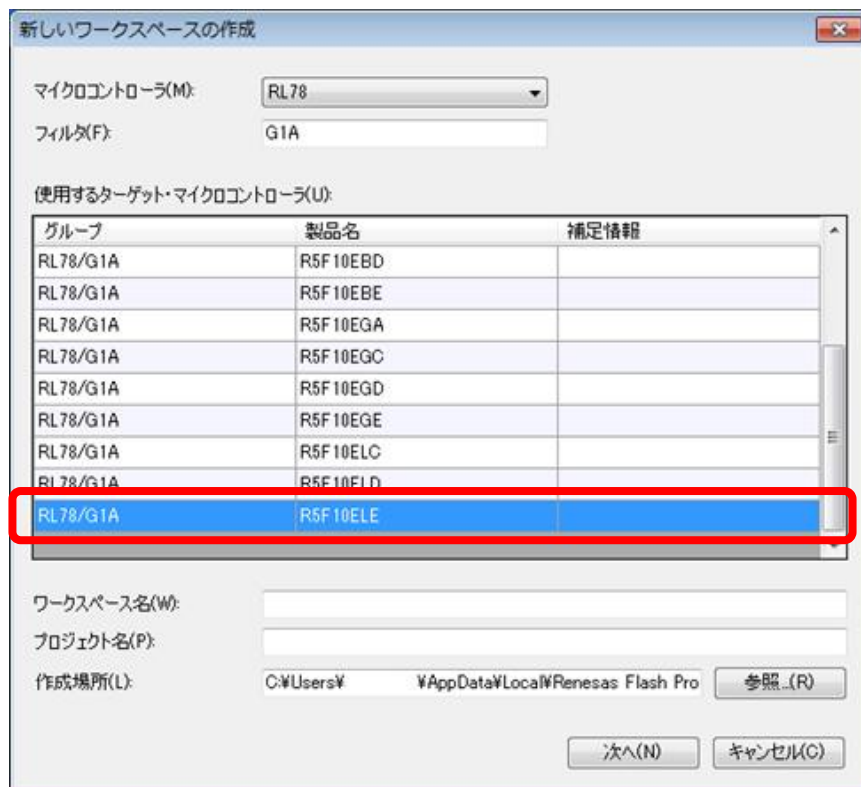 新しいワークスペースの作成
マイクロコントローラ(M): RL78
フィルタ(F): G1A
使用するターゲット・マイクロコントローラ(U):
グループ 製品名 補足情報
RL78/G1A R5F10EBD
RL78/G1A R5F10EBE
RL78/G1A R5F10EGA
RL78/G1A R5F10EGC
RL78/G1A R5F10EGD
RL78/G1A R5F10EGE
RL78/G1A R5F10ELC
RL78/G1A R5F10ELD
RL78/G1A R5F10ELE
ワークスペース名(W):
プロジェクト名(P):
作成場所(L): C:¥Users¥ ¥AppData¥Local¥Renesas Flash Pro 参照...(R)
次へ(N) キャンセル(C)